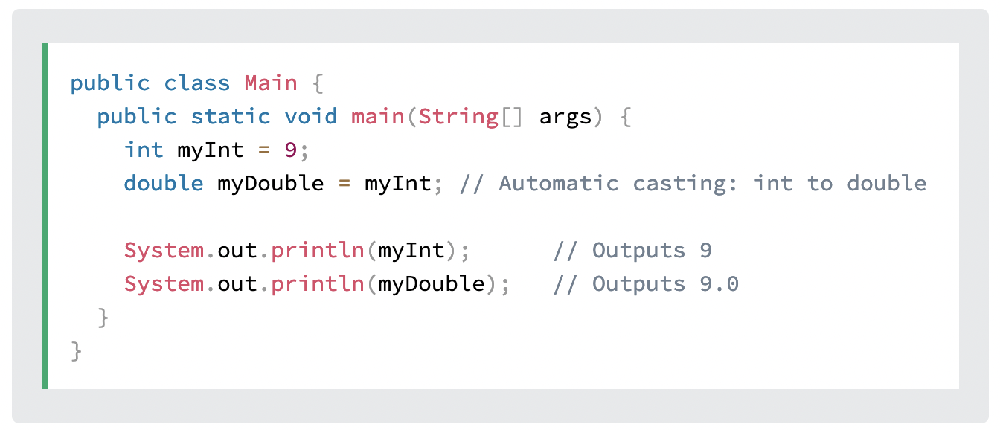 public class Main {
  public static void main(String[] args) {
    int myInt = 9;
    double myDouble = myInt; // Automatic casting: int to double

    System.out.println(myInt);      // Outputs 9
    System.out.println(myDouble);   // Outputs 9.0
  }
}